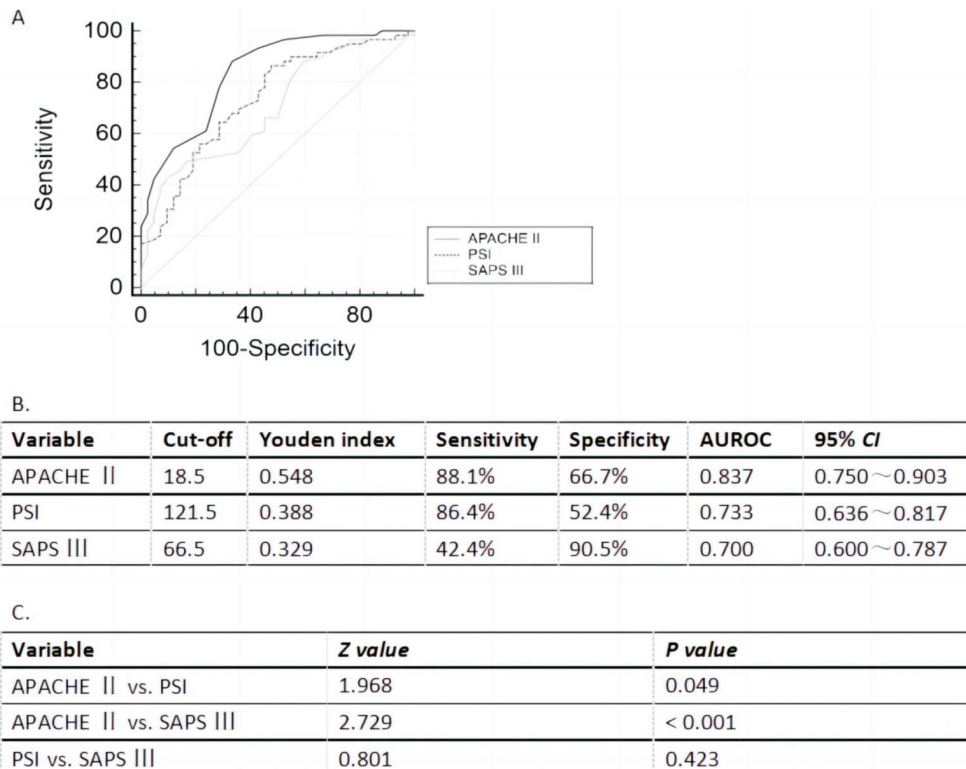 A
100
80
60
40
20
0
Sensitivity
0 40 80
100-Specificity
APACHE II
PSI
SAPS III
B.
Variable Cut-off Youden index Sensitivity Specificity AUROC 95% CI
APACHE II 18.5 0.548 88.1% 66.7% 0.837 0.750~0.903
PSI 121.5 0.388 86.4% 52.4% 0.733 0.636~0.817
SAPS III 66.5 0.329 42.4% 90.5% 0.700 0.600~0.787
C.
Variable Z value P value
APACHE II vs. PSI 1.968 0.049
APACHE II vs. SAPS III 2.729 < 0.001
PSI vs. SAPS III 0.801 0.423